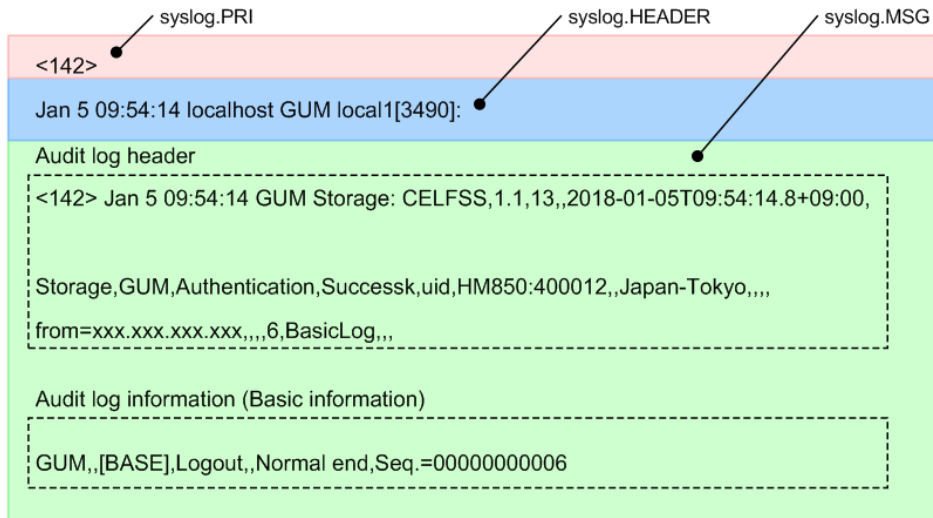 syslog.PRI syslog.HEADER syslog.MSG
<142>
Jan 5 09:54:14 localhost GUM local1[3490]:
Audit log header
<142> Jan 5 09:54:14 GUM Storage: CELFSS,1.1,13,,2018-01-05T09:54:14.8+09:00,
Storage,GUM,Authentication,Successk,uid,HM850:400012,,Japan-Tokyo,,,,
from=xxx.xxx.xxx.xxx,,,,6,BasicLog,,,
Audit log information (Basic information)
GUM,,[BASE],Logout,,Normal end,Seq.=00000000006